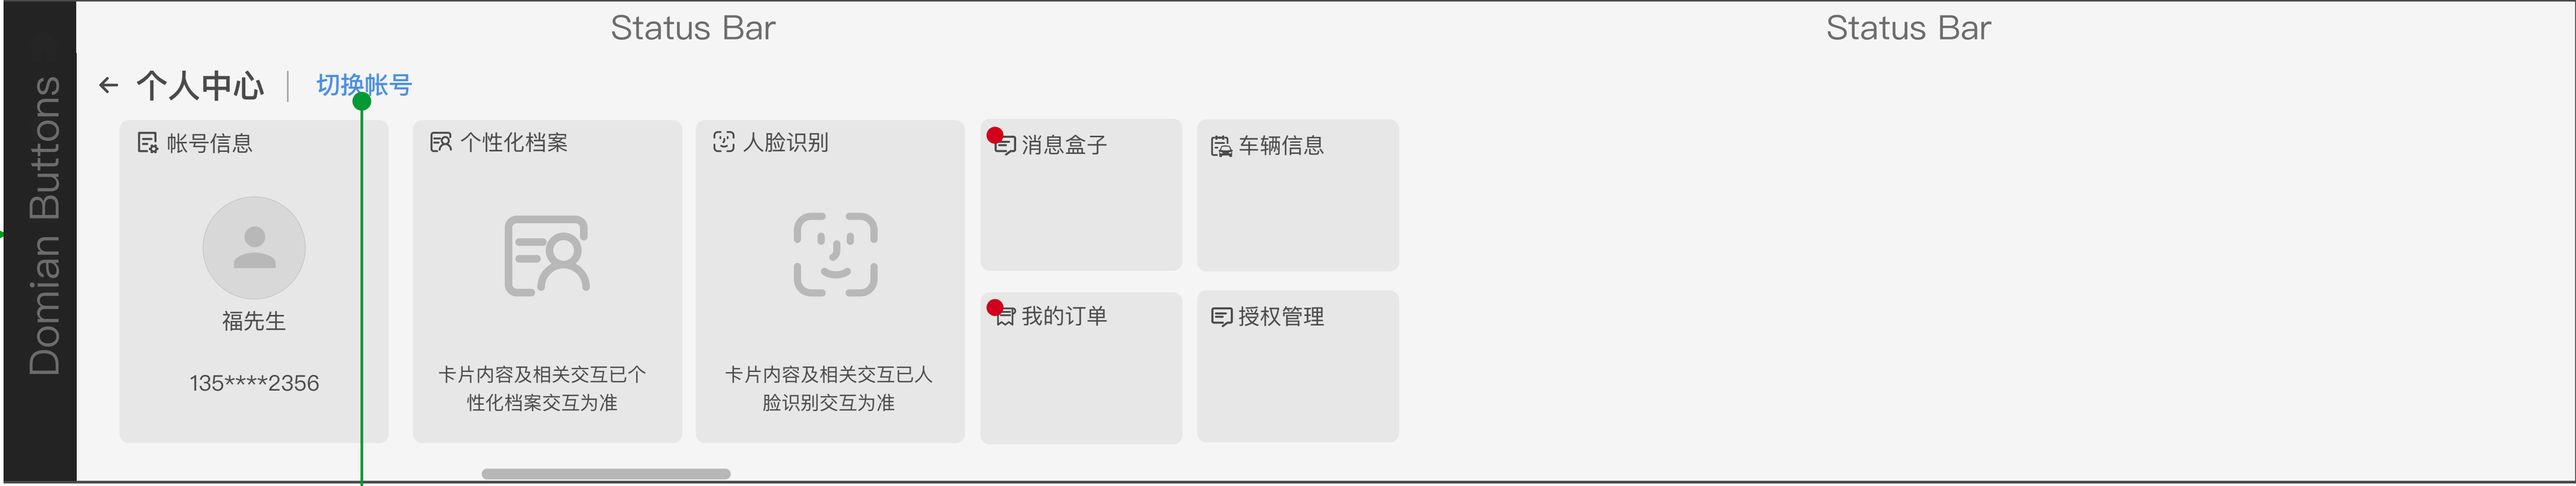 Status Bar
Status Bar
Domian Buttons
个人中心
切换帐号
帐号信息
福先生
135****2356
个性化档案
卡片内容及相关交互已个
性化档案交互为准
人脸识别
卡片内容及相关交互已人
脸识别交互为准
消息盒子
车辆信息
我的订单
授权管理